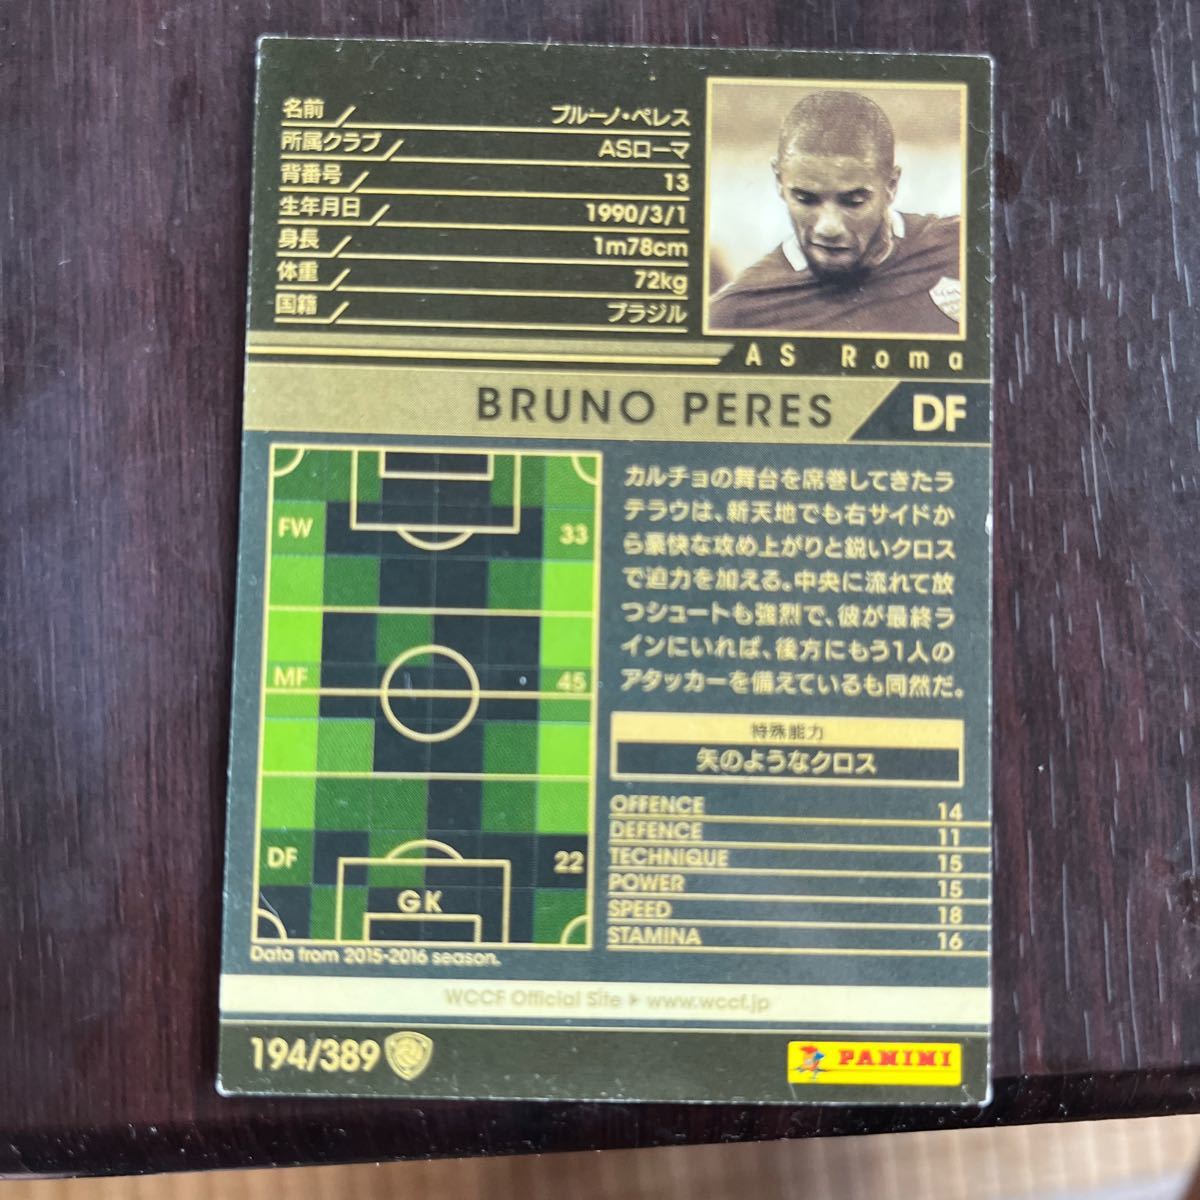 名前 ブルーノ・ペレス
所属クラブ ASローマ
背番号 13
生年月日 1990/3/1
身長 1m78cm
体重 72kg
国籍 ブラジル
AS Roma
BRUNO PERES DF
FW 33
MF 45
DF 22
GK
Data from 2015-2016 season.
カルチョの舞台を席巻してきたラ
テラウは、新天地でも右サイドか
ら豪快な攻め上がりと鋭いクロス
で迫力を加える。中央に流れて放
つシュートも強烈で、彼が最終ラ
インにいれば、後方にもう1人の
アタッカーを備えているも同然だ。
特殊能力
矢のようなクロス
OFFENCE 14
DEFENCE 11
TECHNIQUE 15
POWER 15
SPEED 18
STAMINA 16
WCCF Official Site ▶ www.wccf.jp
194/389
PANINI